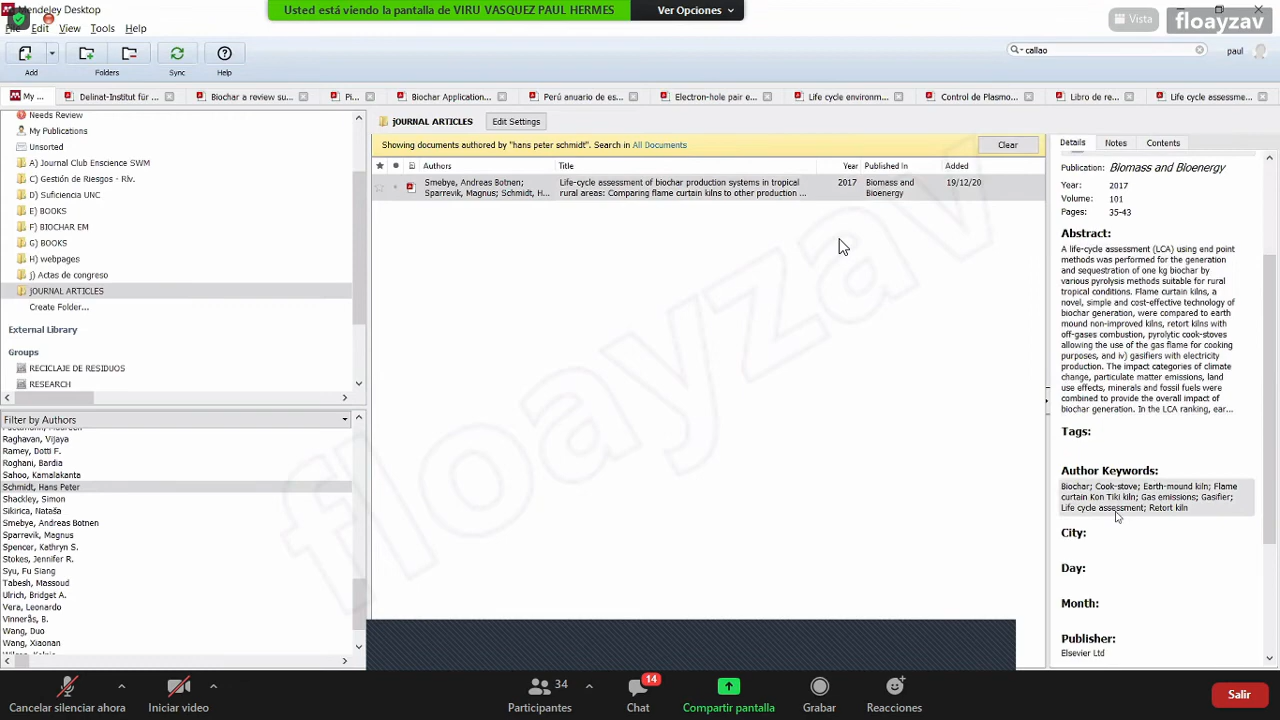 Mendeley Desktop
Usted está viendo la pantalla de VIRU VASQUEZ PAUL HERMES
Ver Opciones
Vista
floayzav
File Edit View Tools Help
callao
paul
Add Folders Sync Help
My ...
Delinat-Institut für ...
Biochar a review su...
Pi...
Biochar Application...
Perú anuario de es...
Electron-hole pair e...
Life cycle environm...
Control de Plasmo...
Libro de re...
Life cycle assessme...
Needs Review
My Publications
Unsorted
A) Journal Club Enscience SWM
C) Gestión de Riesgos - Rív.
D) Suficiencia UNC
E) BOOKS
F) BIOCHAR EM
G) BOOKS
H) webpages
j) Actas de congreso
jOURNAL ARTICLES
Create Folder...
External Library
Groups
RECICLAJE DE RESIDUOS
RESEARCH
Filter by Authors
Raghavan, Vijaya
Ramey, Dotti F.
Roghani, Bardia
Sahoo, Kamalakanta
Schmidt, Hans Peter
Shackley, Simon
Sikirica, Nataša
Smebye, Andreas Botnen
Sparrevik, Magnus
Spencer, Kathryn S.
Stokes, Jennifer R.
Syu, Fu Siang
Tabesh, Massoud
Ulrich, Bridget A.
Vera, Leonardo
Vinnerås, B.
Wang, Duo
Wang, Xiaonan
jOURNAL ARTICLES
Edit Settings
Showing documents authored by "hans peter schmidt". Search in All Documents
Clear
Authors Title Year Published In Added
Smebye, Andreas Botnen; Life-cycle assessment of biochar production systems in tropical 2017 Biomass and 19/12/20
Sparrevik, Magnus; Schmidt, H... rural areas: Comparing flame curtain kilns to other production ... Bioenergy
Details Notes Contents
Publication: Biomass and Bioenergy
Year: 2017
Volume: 101
Pages: 35-43
Abstract:
A life-cycle assessment (LCA) using end point
methods was performed for the generation
and sequestration of one kg biochar by
various pyrolysis methods suitable for rural
tropical conditions. Flame curtain kilns, a
novel, simple and cost-effective technology of
biochar generation, were compared to earth
mound non-improved kilns, retort kilns with
off-gases combustion, pyrolytic cook-stoves
allowing the use of the gas flame for cooking
purposes, and iv) gasifiers with electricity
production. The impact categories of climate
change, particulate matter emissions, land
use effects, minerals and fossil fuels were
combined to provide the overall impact of
biochar generation. In the LCA ranking, ear...
Tags:
Author Keywords:
Biochar; Cook-stove; Earth-mound kiln; Flame
curtain Kon Tiki kiln; Gas emissions; Gasifier;
Life cycle assessment; Retort kiln
City:
Day:
Month:
Publisher:
Elsevier Ltd
floayzav
Cancelar silenciar ahora
Iniciar video
34
Participantes
14
Chat
Compartir pantalla
Grabar
Reacciones
Salir